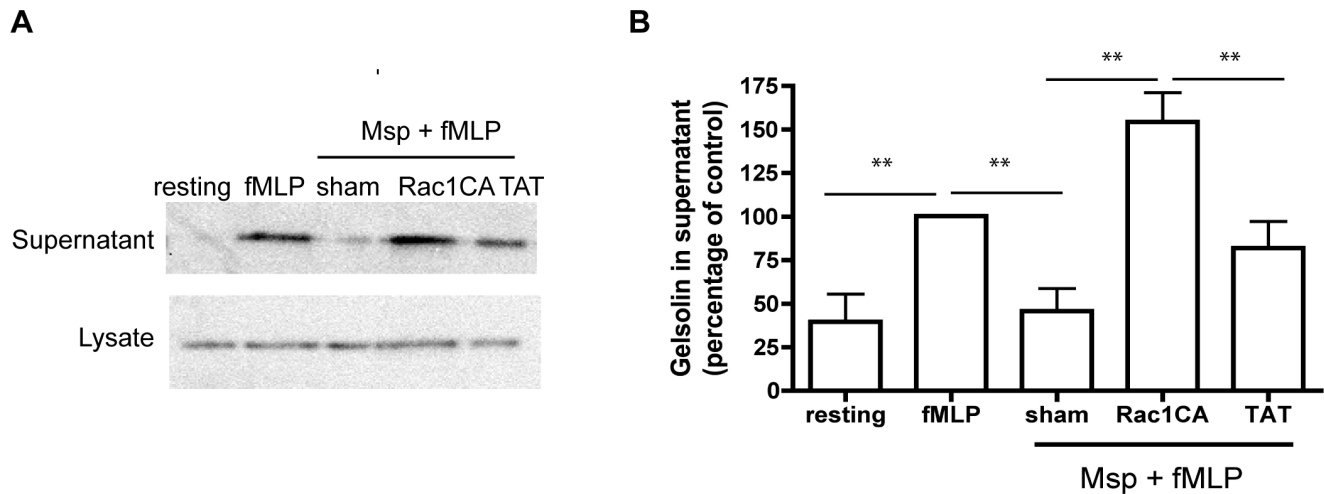 A
Msp + fMLP
resting fMLP sham Rac1CA TAT
Supernatant
Lysate
B
** **
** **
Gelsolin in supernatant
(percentage of control)
175
150
125
100
75
50
25
0
resting fMLP sham Rac1CA TAT
Msp + fMLP